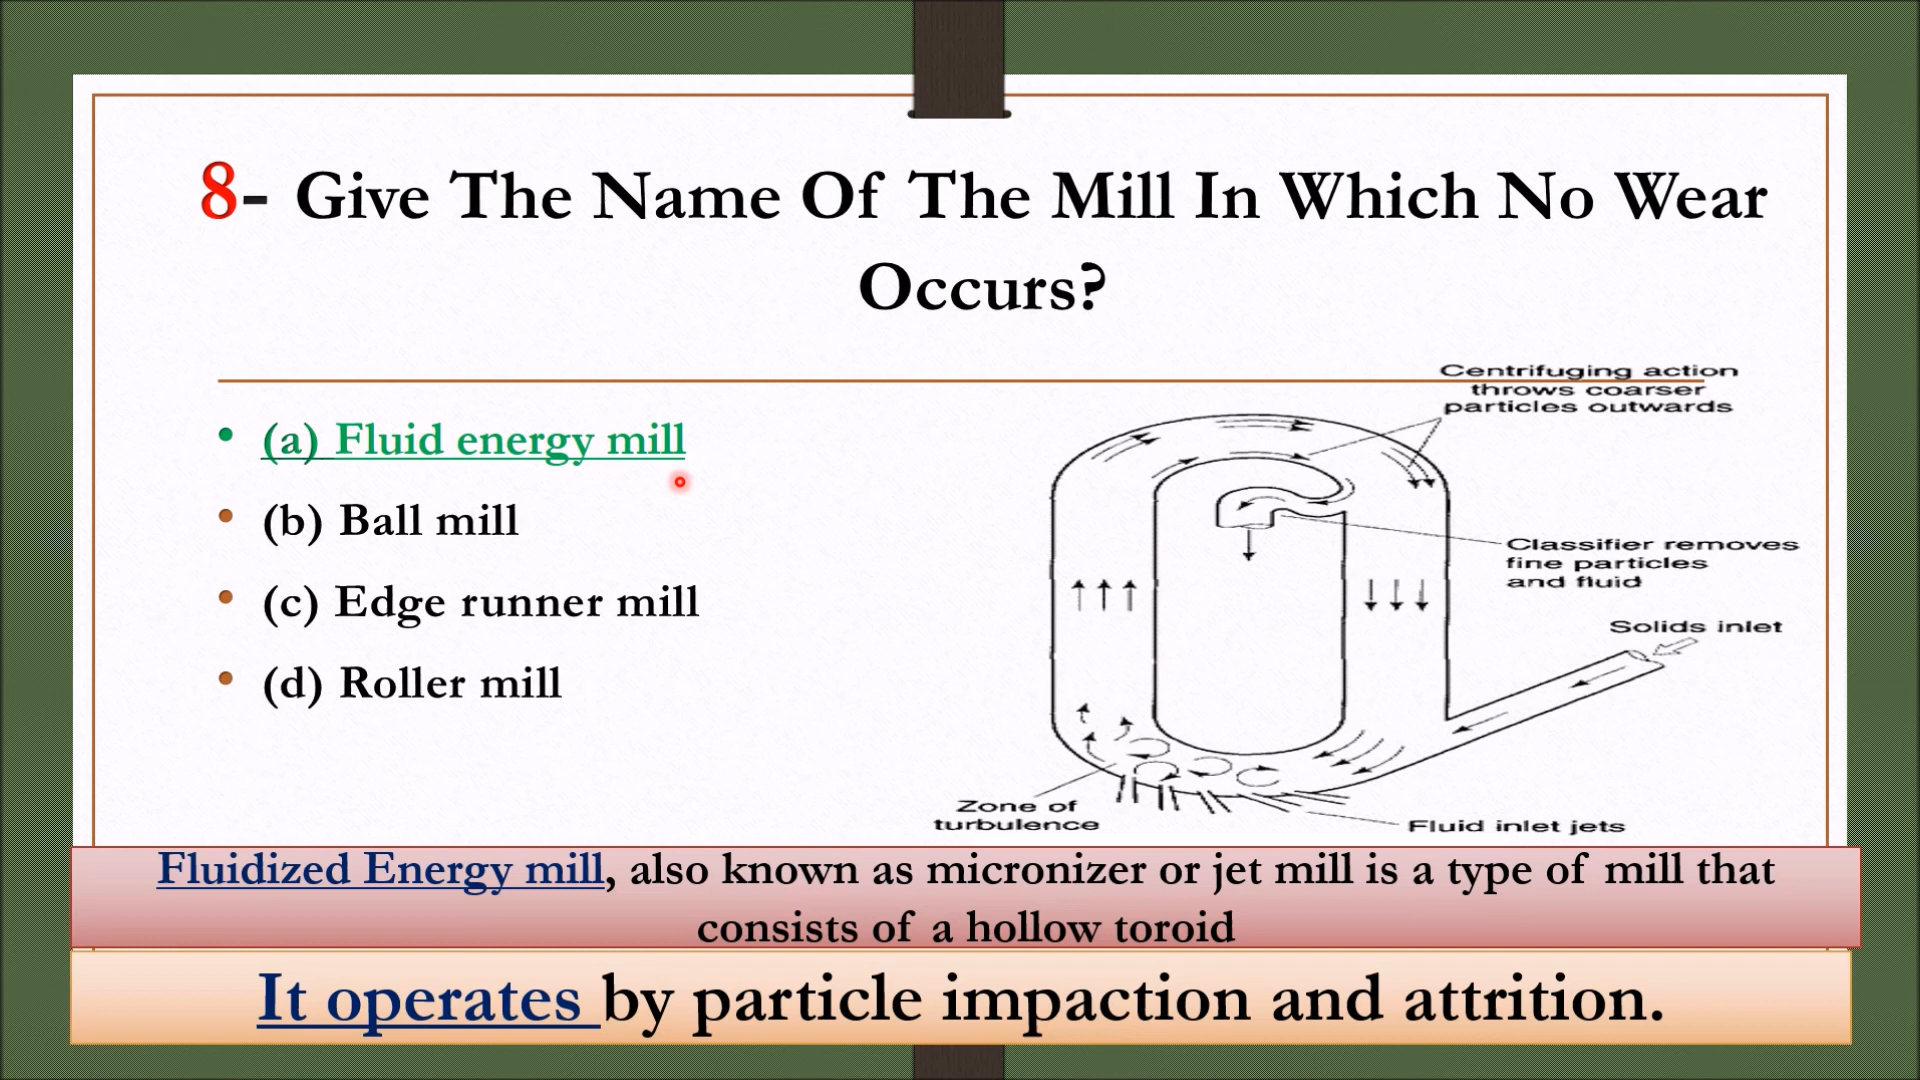 8- Give The Name Of The Mill In Which No Wear
Occurs?
• (a) Fluid energy mill
• (b) Ball mill
• (c) Edge runner mill
• (d) Roller mill
Centrifuging action
throws coarser
particles outwards
Classifier removes
fine particles
and fluid
Solids inlet
Zone of
turbulence
Fluid inlet jets
Fluidized Energy mill, also known as micronizer or jet mill is a type of mill that
consists of a hollow toroid
It operates by particle impaction and attrition.